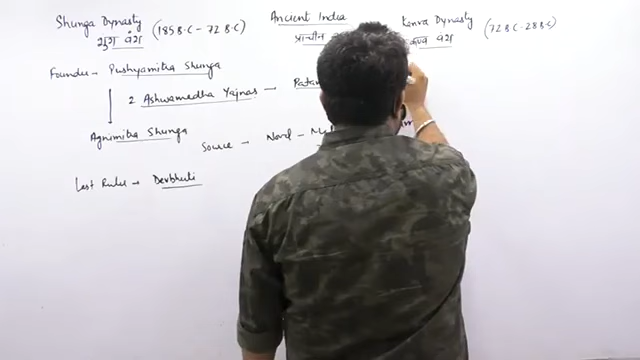 Shunga Dynasty (185 B.C - 72 B.C)
शुंग वंश
Ancient India
प्राचीन
Kanva Dynasty (72 B.C - 28 B.C)
कण्व वंश
Founder - Pushyamitra Shunga
2 Ashwamedha Yajnas -
Agnimitra Shunga
Source - Novel -
Last Ruler - Devbhuti